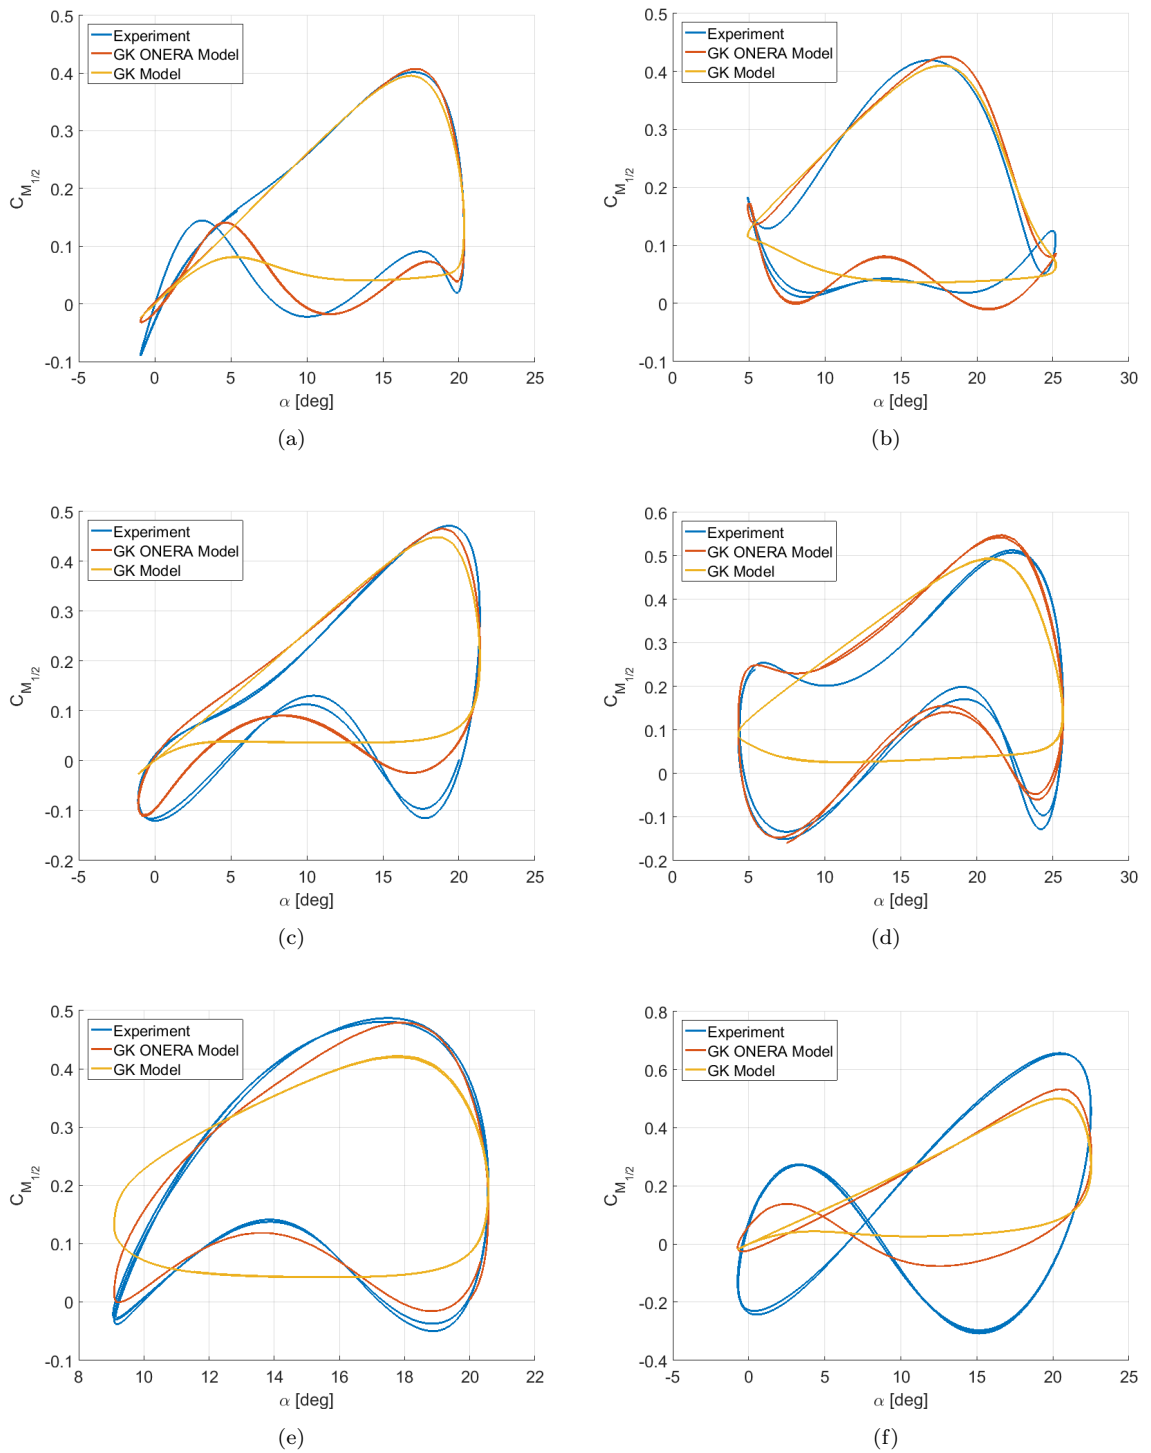 0.5
0.4
0.3
0.2
0.1
0
-0.1
-5 0 5 10 15 20 25
α [deg]
C_{M_{1/2}}
Experiment
GK ONERA Model
GK Model
(a)
0.5
0.4
0.3
0.2
0.1
0
-0.1
0 5 10 15 20 25 30
α [deg]
C_{M_{1/2}}
Experiment
GK ONERA Model
GK Model
(b)
0.5
0.4
0.3
0.2
0.1
0
-0.1
-0.2
-5 0 5 10 15 20 25
α [deg]
C_{M_{1/2}}
Experiment
GK ONERA Model
GK Model
(c)
0.6
0.5
0.4
0.3
0.2
0.1
0
-0.1
-0.2
0 5 10 15 20 25 30
α [deg]
C_{M_{1/2}}
Experiment
GK ONERA Model
GK Model
(d)
0.5
0.4
0.3
0.2
0.1
0
-0.1
8 10 12 14 16 18 20 22
α [deg]
C_{M_{1/2}}
Experiment
GK ONERA Model
GK Model
(e)
0.8
0.6
0.4
0.2
0
-0.2
-0.4
-5 0 5 10 15 20 25
α [deg]
C_{M_{1/2}}
Experiment
GK ONERA Model
GK Model
(f)